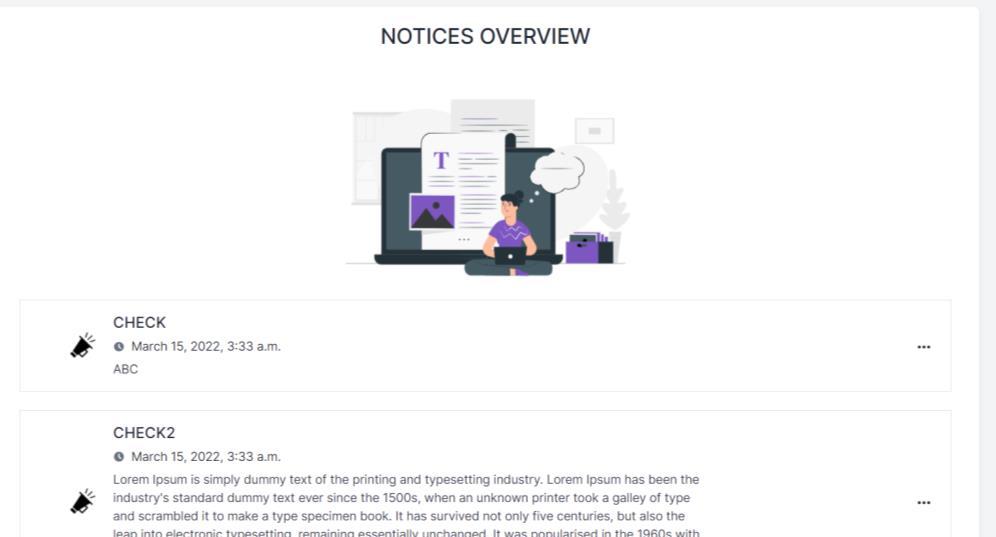 NOTICES OVERVIEW
T
CHECK
March 15, 2022, 3:33 a.m.
ABC
CHECK2
March 15, 2022, 3:33 a.m.
Lorem Ipsum is simply dummy text of the printing and typesetting industry. Lorem Ipsum has been the
industry's standard dummy text ever since the 1500s, when an unknown printer took a galley of type
and scrambled it to make a type specimen book. It has survived not only five centuries, but also the
leap into electronic typesetting, remaining essentially unchanged. It was popularised in the 1960s with